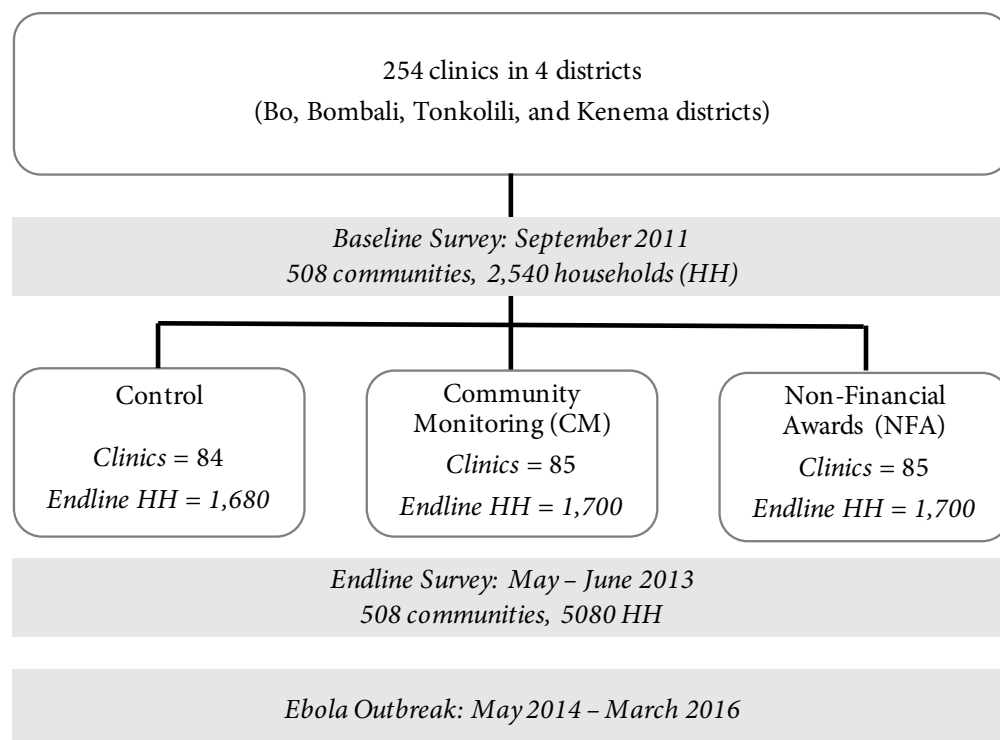 254 clinics in 4 districts
(Bo, Bombali, Tonkolili, and Kenema districts)
Baseline Survey: September 2011
508 communities, 2,540 households (HH)
Control
Clinics = 84
Endline HH = 1,680
Community
Monitoring (CM)
Clinics = 85
Endline HH = 1,700
Non-Financial
Awards (NFA)
Clinics = 85
Endline HH = 1,700
Endline Survey: May – June 2013
508 communities, 5080 HH
Ebola Outbreak: May 2014 – March 2016